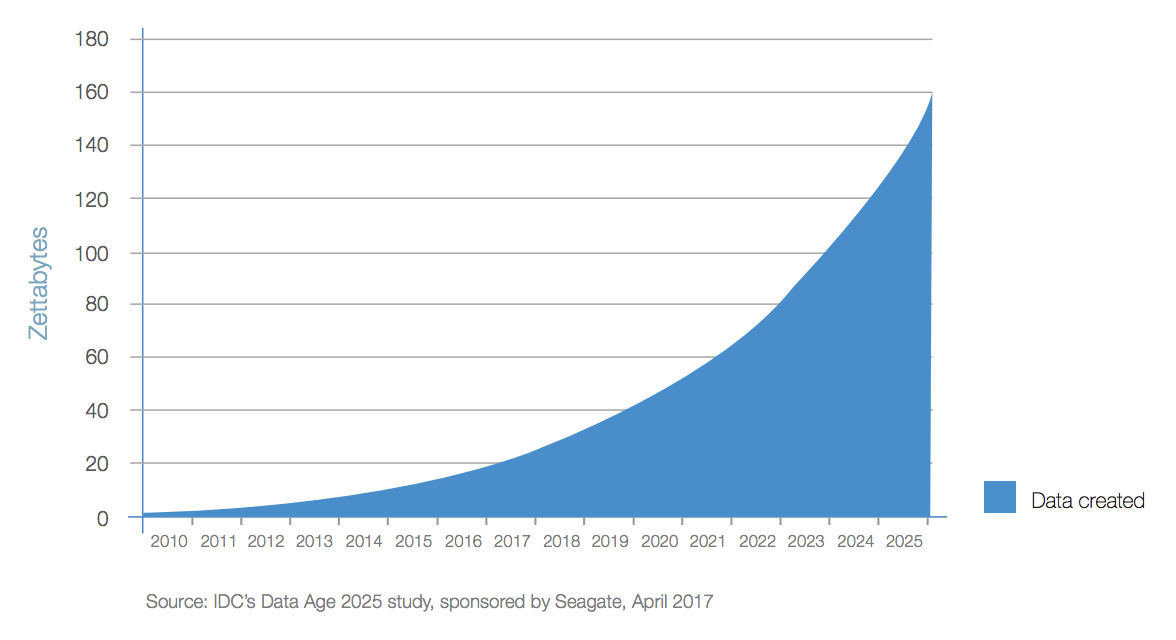 180
160
140
120
100
80
60
40
20
0
Zettabytes
2010 2011 2012 2013 2014 2015 2016 2017 2018 2019 2020 2021 2022 2023 2024 2025
Data created
Source: IDC's Data Age 2025 study, sponsored by Seagate, April 2017